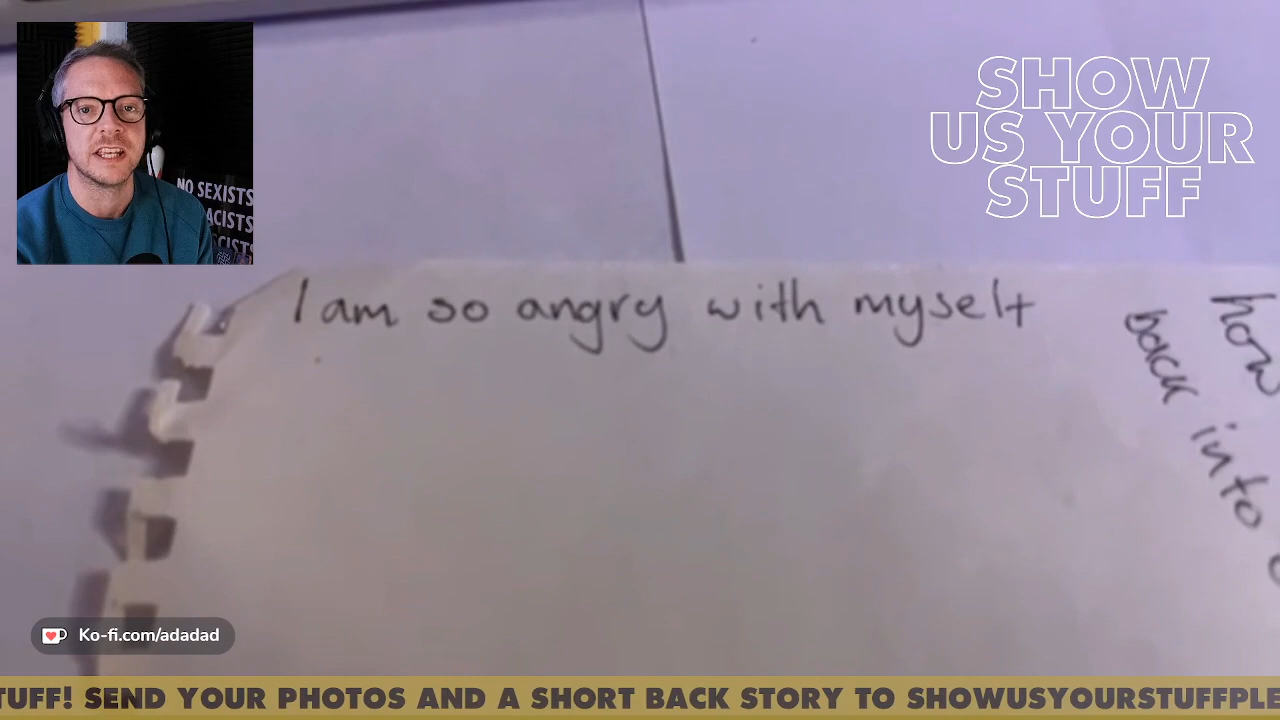 NO SEXISTS
ACISTS
SCISTS
SHOW
US YOUR
STUFF
I am so angry with myself
how
back into
Ko-fi.com/adadad
TUFF! SEND YOUR PHOTOS AND A SHORT BACK STORY TO SHOWUSYOURSTUFFPLE